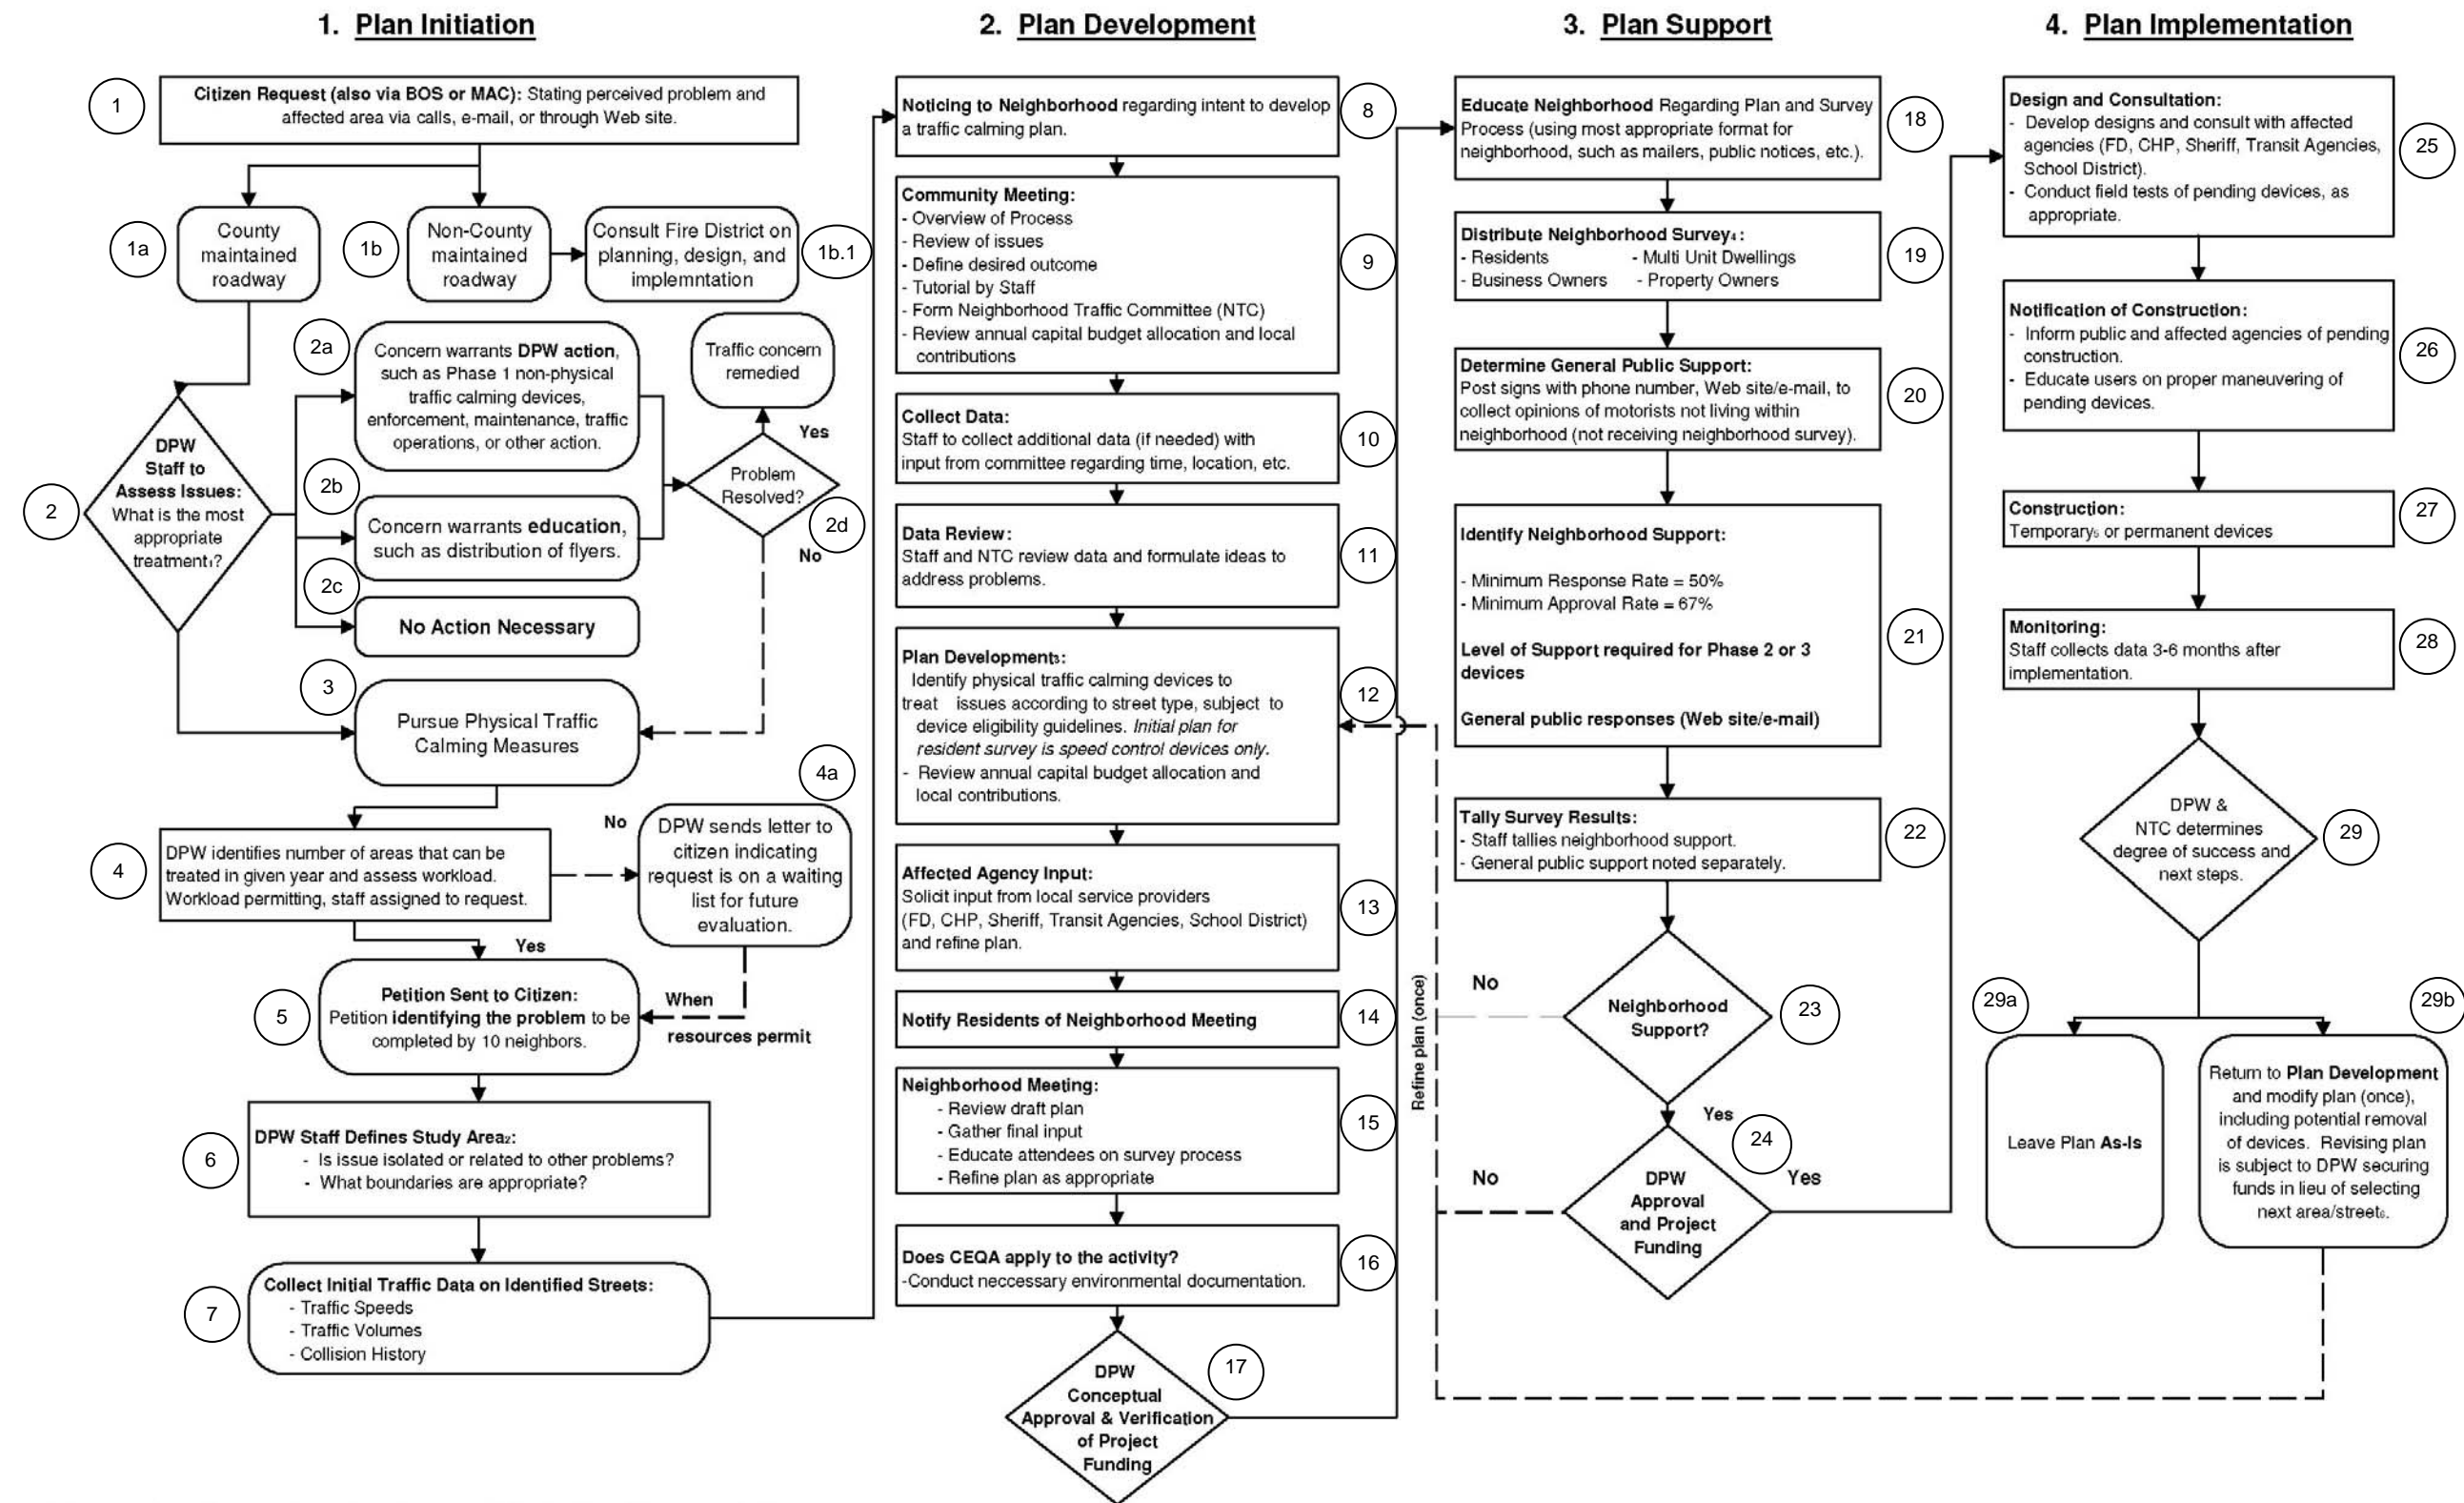 1. Plan Initiation
1
Citizen Request (also via BOS or MAC): Stating perceived problem and
affected area via calls, e-mail, or through Web site.
1a
County
maintained
roadway
1b
Non-County
maintained
roadway
Consult Fire District on
planning, design, and
implemntation
1b.1
2
DPW
Staff to
Assess Issues:
What is the most
appropriate
treatment1?
2a
Concern warrants DPW action,
such as Phase 1 non-physical
traffic calming devices,
enforcement, maintenance, traffic
operations, or other action.
2b
Concern warrants education,
such as distribution of flyers.
2c
No Action Necessary
Traffic concern
remedied
Yes
Problem
Resolved?
2d
No
3
Pursue Physical Traffic
Calming Measures
4
DPW identifies number of areas that can be
treated in given year and assess workload.
Workload permitting, staff assigned to request.
No
4a
DPW sends letter to
citizen indicating
request is on a waiting
list for future
evaluation.
Yes
When
resources permit
5
Petition Sent to Citizen:
Petition identifying the problem to be
completed by 10 neighbors.
6
DPW Staff Defines Study Area2:
- Is issue isolated or related to other problems?
- What boundaries are appropriate?
7
Collect Initial Traffic Data on Identified Streets:
- Traffic Speeds
- Traffic Volumes
- Collision History
2. Plan Development
Noticing to Neighborhood regarding intent to develop
a traffic calming plan.
8
Community Meeting:
- Overview of Process
- Review of issues
- Define desired outcome
- Tutorial by Staff
- Form Neighborhood Traffic Committee (NTC)
- Review annual capital budget allocation and local
contributions
9
Collect Data:
Staff to collect additional data (if needed) with
input from committee regarding time, location, etc.
10
Data Review:
Staff and NTC review data and formulate ideas to
address problems.
11
Plan Development3:
Identify physical traffic calming devices to
treat issues according to street type, subject to
device eligibility guidelines. Initial plan for
resident survey is speed control devices only.
- Review annual capital budget allocation and
local contributions.
12
Affected Agency Input:
Solicit input from local service providers
(FD, CHP, Sheriff, Transit Agencies, School District)
and refine plan.
13
Notify Residents of Neighborhood Meeting
14
Neighborhood Meeting:
- Review draft plan
- Gather final input
- Educate attendees on survey process
- Refine plan as appropriate
15
Does CEQA apply to the activity?
-Conduct neccessary environmental documentation.
16
DPW
Conceptual
Approval & Verification
of Project
Funding
17
3. Plan Support
Educate Neighborhood Regarding Plan and Survey
Process (using most appropriate format for
neighborhood, such as mailers, public notices, etc.).
18
Distribute Neighborhood Survey4:
- Residents - Multi Unit Dwellings
- Business Owners - Property Owners
19
Determine General Public Support:
Post signs with phone number, Web site/e-mail, to
collect opinions of motorists not living within
neighborhood (not receiving neighborhood survey).
20
Identify Neighborhood Support:
- Minimum Response Rate = 50%
- Minimum Approval Rate = 67%
Level of Support required for Phase 2 or 3
devices
General public responses (Web site/e-mail)
21
Tally Survey Results:
- Staff tallies neighborhood support.
- General public support noted separately.
22
No
Neighborhood
Support?
23
Refine plan (once)
Yes
24
No
DPW
Approval
and Project
Funding
Yes
4. Plan Implementation
Design and Consultation:
- Develop designs and consult with affected
agencies (FD, CHP, Sheriff, Transit Agencies,
School District).
- Conduct field tests of pending devices, as
appropriate.
25
Notification of Construction:
- Inform public and affected agencies of pending
construction.
- Educate users on proper maneuvering of
pending devices.
26
Construction:
Temporary5 or permanent devices
27
Monitoring:
Staff collects data 3-6 months after
implementation.
28
DPW &
NTC determines
degree of success and
next steps.
29
29a
Leave Plan As-Is
29b
Return to Plan Development
and modify plan (once),
including potential removal
of devices. Revising plan
is subject to DPW securing
funds in lieu of selecting
next area/street6.